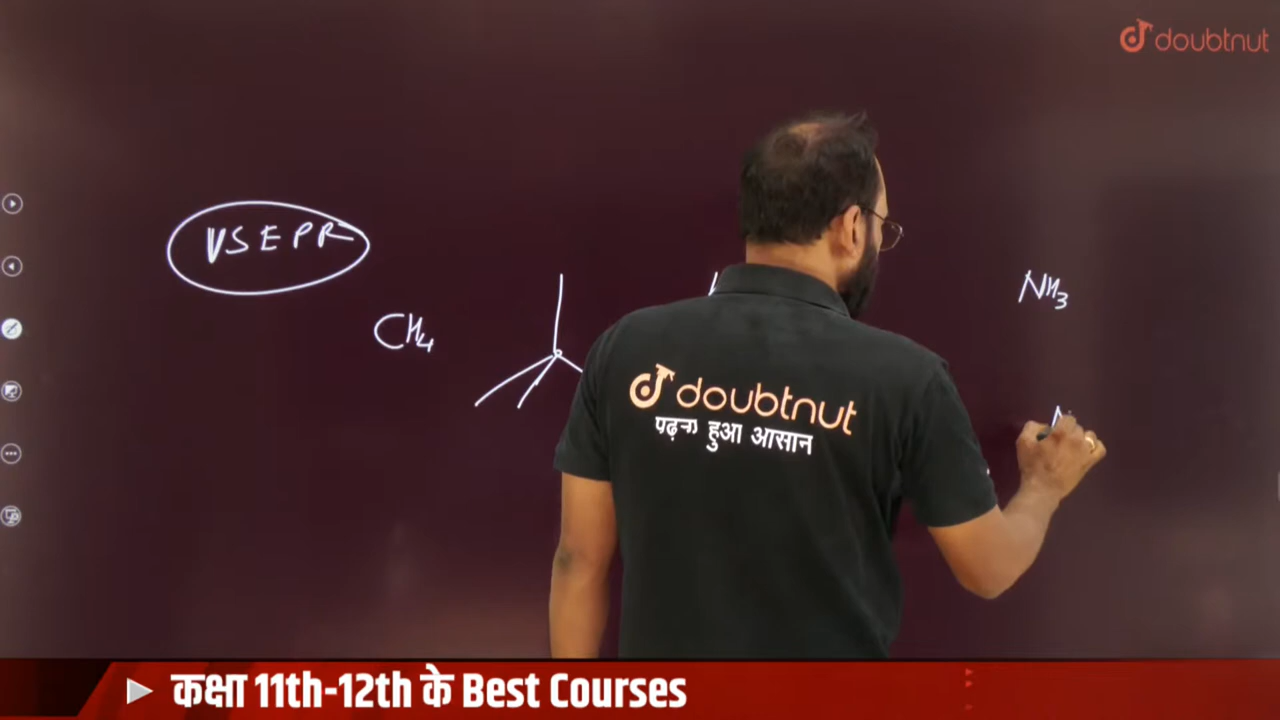 doubtnut
VSEPR
NH3
CH4
doubtnut
पढ़ना हुआ आसान
कक्षा 11th-12th के Best Courses